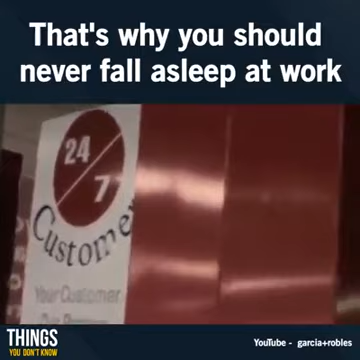 That's why you should
never fall asleep at work
24
7
Custome
Your Customer
THINGS
YOU DON'T KNOW
YouTube - garcia+robles